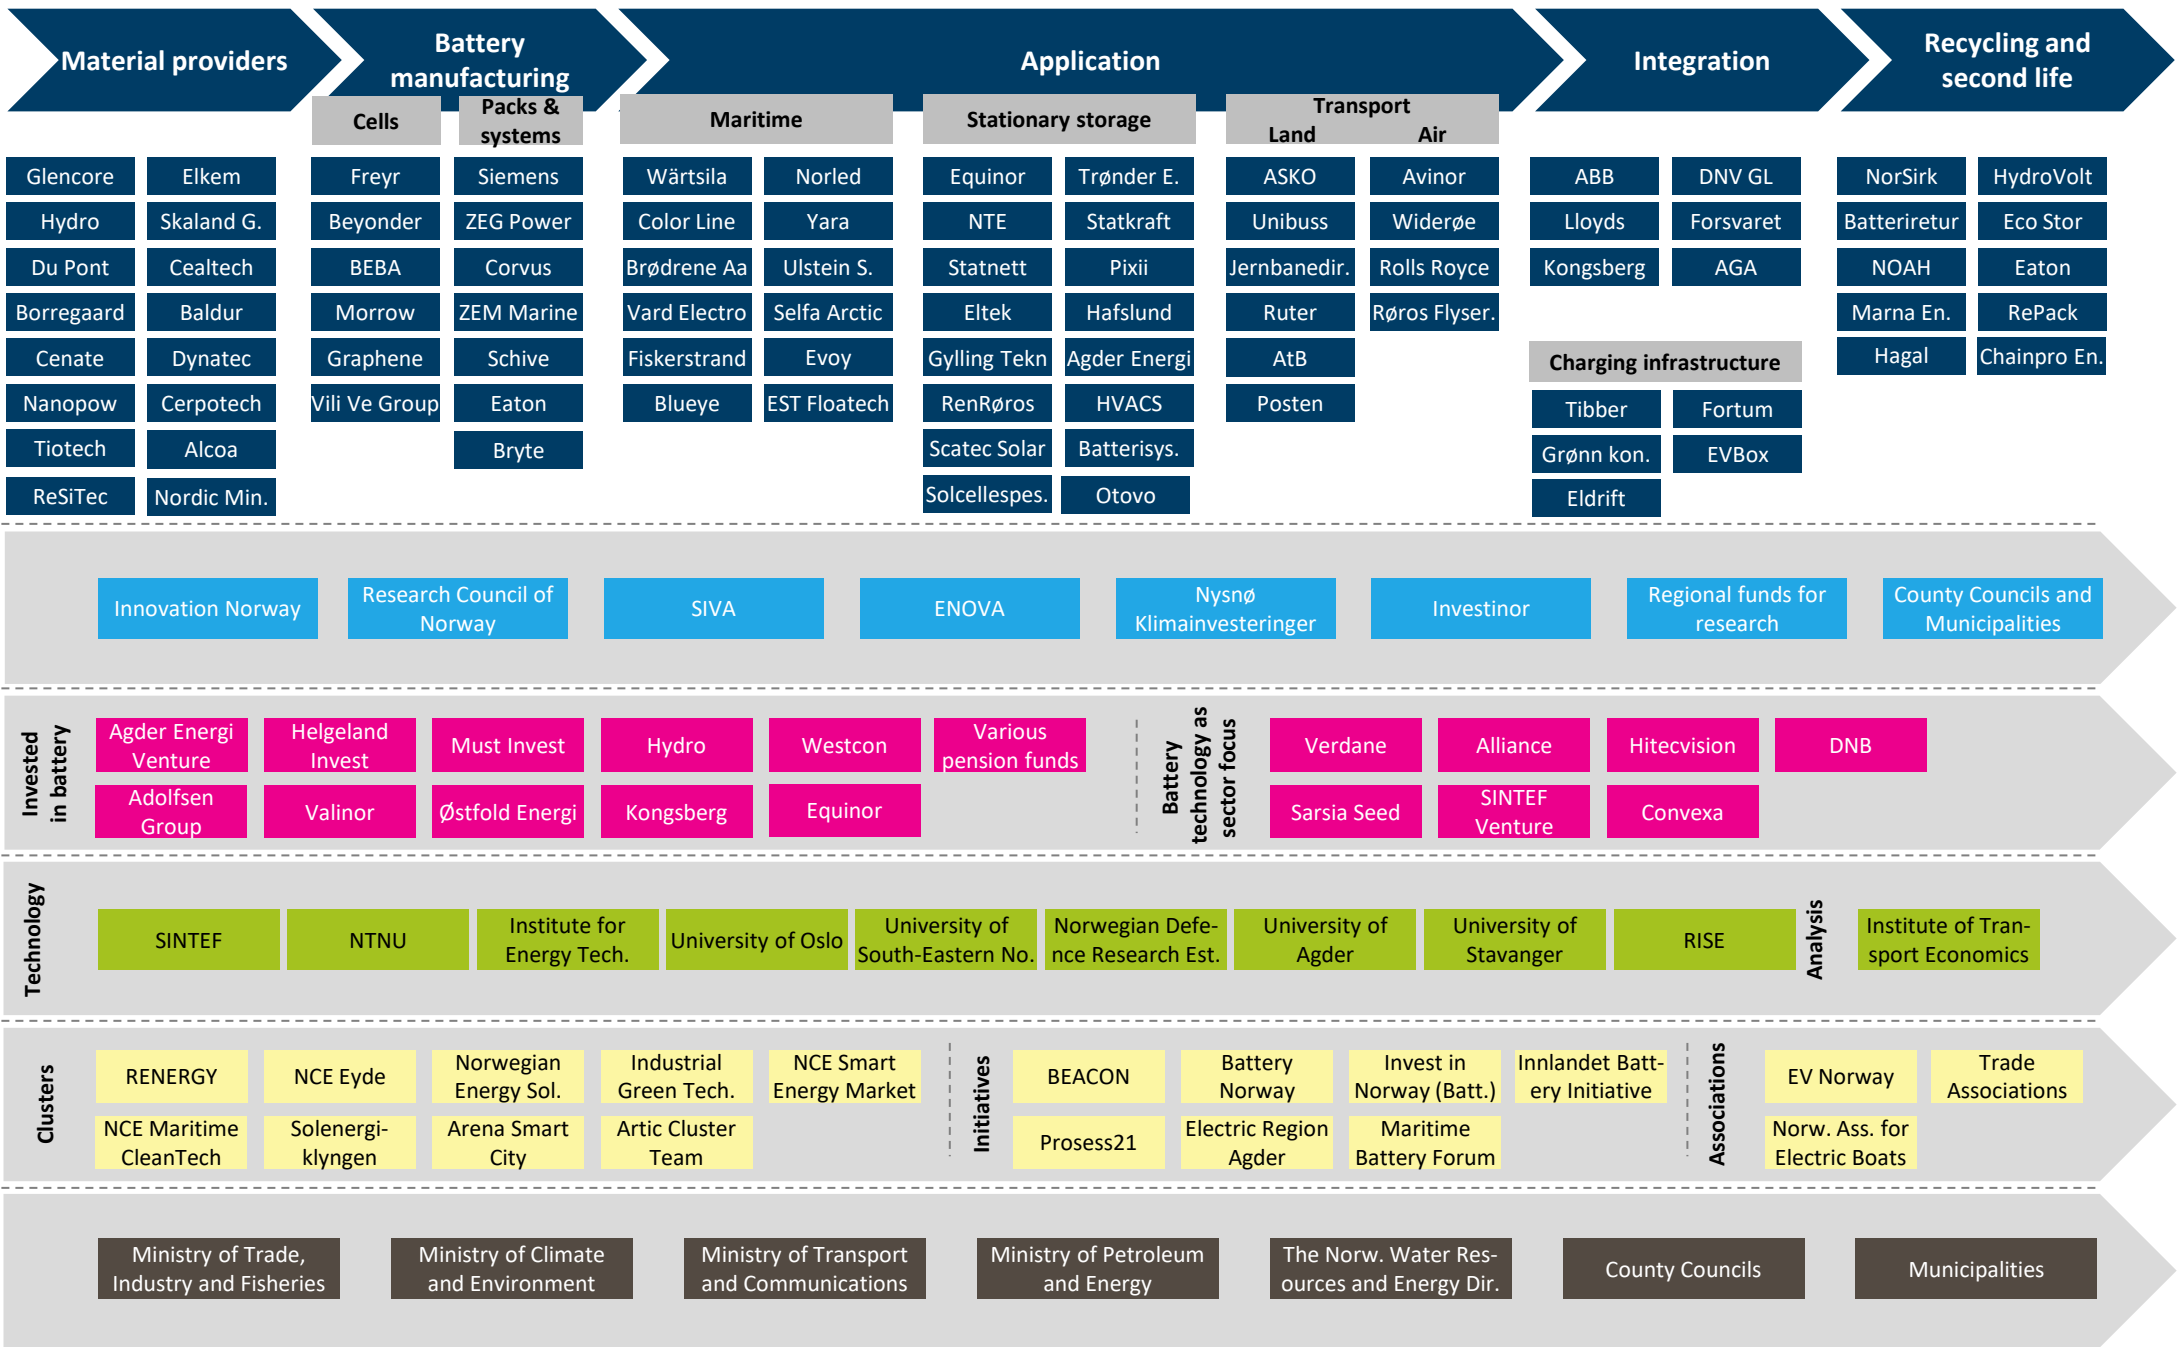 Material providers
Battery
manufacturing
Application
Integration
Recycling and
second life
Cells
Packs &
systems
Maritime
Stationary storage
Transport
Land Air
Glencore Elkem Freyr Siemens Wärtsila Norled Equinor Trønder E. ASKO Avinor ABB DNV GL NorSirk HydroVolt
Hydro Skaland G. Beyonder ZEG Power Color Line Yara NTE Statkraft Unibuss Widerøe Lloyds Forsvaret Batteriretur Eco Stor
Du Pont Cealtech BEBA Corvus Brødrene Aa Ulstein S. Statnett Pixii Jernbanedir. Rolls Royce Kongsberg AGA NOAH Eaton
Borregaard Baldur Morrow ZEM Marine Vard Electro Selfa Arctic Eltek Hafslund Ruter Røros Flyser. Marna En. RePack
Cenate Dynatec Graphene Schive Fiskerstrand Evoy Gylling Tekn Agder Energi AtB Charging infrastructure Hagal Chainpro En.
Nanopow Cerpotech Vili Ve Group Eaton Blueye EST Floatech RenRøros HVACS Posten Tibber Fortum
Tiotech Alcoa Bryte Scatec Solar Batterisys. Grønn kon. EVBox
ReSiTec Nordic Min. Solcellespes. Otovo Eldrift
Innovation Norway
Research Council of
Norway
SIVA
ENOVA
Nysnø
Klimainvesteringer
Investinor
Regional funds for
research
County Councils and
Municipalities
Invested
in battery
Agder Energi
Venture
Helgeland
Invest
Must Invest
Hydro
Westcon
Various
pension funds
Adolfsen
Group
Valinor
Østfold Energi
Kongsberg
Equinor
Battery
technology as
sector focus
Verdane
Alliance
Hitecvision
DNB
Sarsia Seed
SINTEF
Venture
Convexa
Technology
SINTEF
NTNU
Institute for
Energy Tech.
University of Oslo
University of
South-Eastern No.
Norwegian Defe-
nce Research Est.
University of
Agder
University of
Stavanger
RISE
Analysis
Institute of Tran-
sport Economics
Clusters
RENERGY
NCE Eyde
Norwegian
Energy Sol.
Industrial
Green Tech.
NCE Smart
Energy Market
NCE Maritime
CleanTech
Solenergi-
klyngen
Arena Smart
City
Artic Cluster
Team
Initiatives
BEACON
Battery
Norway
Invest in
Norway (Batt.)
Innlandet Batt-
ery Initiative
Prosess21
Electric Region
Agder
Maritime
Battery Forum
Associations
EV Norway
Trade
Associations
Norw. Ass. for
Electric Boats
Ministry of Trade,
Industry and Fisheries
Ministry of Climate
and Environment
Ministry of Transport
and Communications
Ministry of Petroleum
and Energy
The Norw. Water Res-
ources and Energy Dir.
County Councils
Municipalities